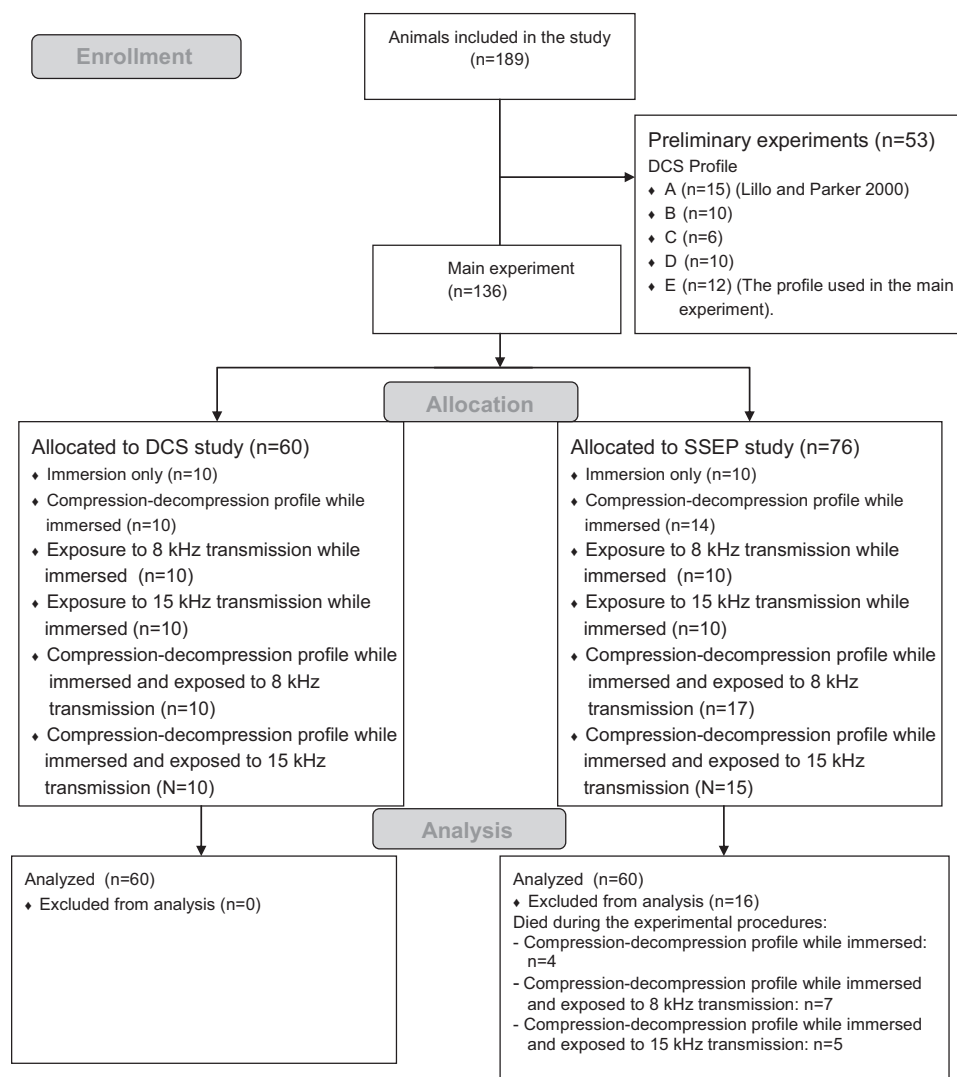 Enrollment
Animals included in the study
(n=189)
Preliminary experiments (n=53)
DCS Profile
♦ A (n=15) (Lillo and Parker 2000)
♦ B (n=10)
♦ C (n=6)
♦ D (n=10)
♦ E (n=12) (The profile used in the main
experiment).
Main experiment
(n=136)
Allocation
Allocated to DCS study (n=60)
♦ Immersion only (n=10)
♦ Compression-decompression profile while
immersed (n=10)
♦ Exposure to 8 kHz transmission while
immersed (n=10)
♦ Exposure to 15 kHz transmission while
immersed (n=10)
♦ Compression-decompression profile while
immersed and exposed to 8 kHz
transmission (n=10)
♦ Compression-decompression profile while
immersed and exposed to 15 kHz
transmission (N=10)
Allocated to SSEP study (n=76)
♦ Immersion only (n=10)
♦ Compression-decompression profile while
immersed (n=14)
♦ Exposure to 8 kHz transmission while
immersed (n=10)
♦ Exposure to 15 kHz transmission while
immersed (n=10)
♦ Compression-decompression profile while
immersed and exposed to 8 kHz
transmission (n=17)
♦ Compression-decompression profile while
immersed and exposed to 15 kHz
transmission (N=15)
Analysis
Analyzed (n=60)
♦ Excluded from analysis (n=0)
Analyzed (n=60)
♦ Excluded from analysis (n=16)
Died during the experimental procedures:
- Compression-decompression profile while immersed:
n=4
- Compression-decompression profile while immersed
and exposed to 8 kHz transmission: n=7
- Compression-decompression profile while immersed
and exposed to 15 kHz transmission: n=5